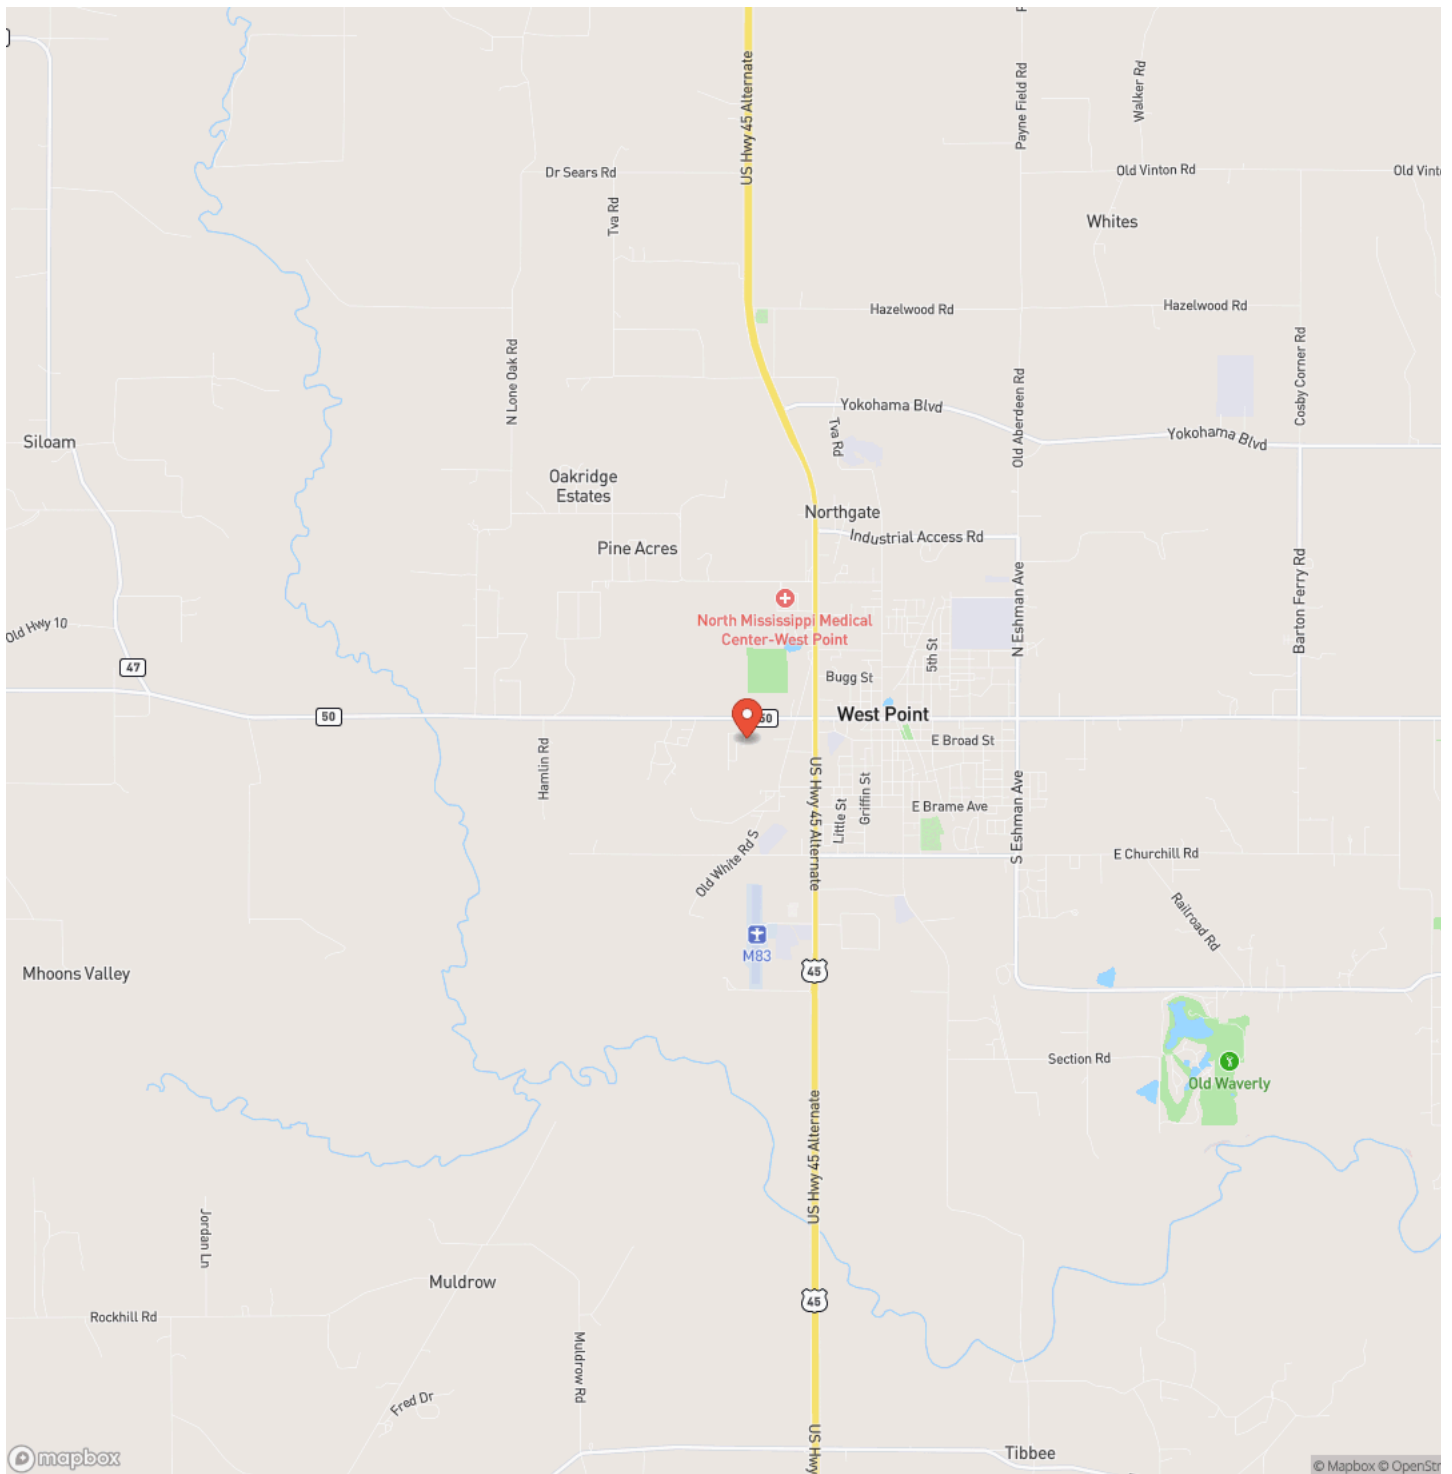 US Hwy 45 Alternate
Payne Field Rd
Walker Rd
Dr Sears Rd
Old Vinton Rd
Old Vint
Tva Rd
Whites
Hazelwood Rd
Hazelwood Rd
N Lone Oak Rd
Cosby Corner Rd
Old Aberdeen Rd
Yokohama Blvd
Yokohama Blvd
Tva Rd
Siloam
Oakridge
Estates
Northgate
Industrial Access Rd
Pine Acres
N Eshman Ave
Barton Ferry Rd
North Mississippi Medical
Center-West Point
Old Hwy 10
47
5th St
Bugg St
50
50
West Point
E Broad St
Hamlin Rd
US Hwy 45 Alternate
Little St
Griffin St
E Brame Ave
S Eshman Ave
Old White Rd S
E Churchill Rd
Railroad Rd
M83
45
Mhoons Valley
Section Rd
Old Waverly
US Hwy 45 Alternate
Jordan Ln
Muldrow
45
Rockhill Rd
Muldrow Rd
Fred Dr
US Hwy
Tibbee
mapbox
© Mapbox © OpenStr